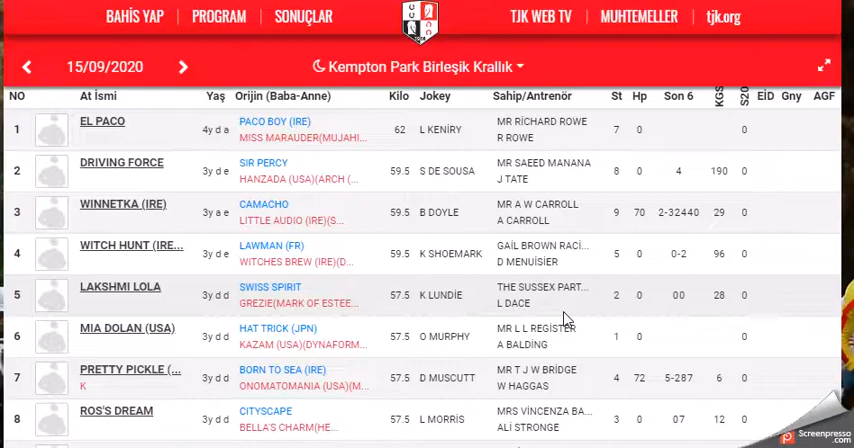 BAHİS YAP | PROGRAM | SONUÇLAR TJK WEB TV | MUHTEMELLER | tjk.org
15/09/2020 Kempton Park Birleşik Krallık
NO At İsmi Yaş Orijin (Baba-Anne) Kilo Jokey Sahip/Antrenör St Hp Son 6 KGS S20 EİD Gny AGF
1 EL PACO 4y d a PACO BOY (IRE) 62 L KENİRY MR RİCHARD ROWE 7 0 0
MISS MARAUDER(MUJAHI... R ROWE
2 DRIVING FORCE 3y d e SIR PERCY 59.5 S DE SOUSA MR SAEED MANANA 8 0 4 190 0
HANZADA (USA)(ARCH (... J TATE
3 WINNETKA (IRE) 3y a e CAMACHO 59.5 B DOYLE MR A W CARROLL 9 70 2-32440 29 0
LITTLE AUDIO (IRE)(S... A CARROLL
4 WITCH HUNT (IRE... 3y d e LAWMAN (FR) 59.5 K SHOEMARK GAİL BROWN RACİ... 5 0 0-2 96 0
WITCHES BREW (IRE)(D... D MENUİSİER
5 LAKSHMI LOLA 3y d d SWISS SPIRIT 57.5 K LUNDİE THE SUSSEX PART... 2 0 00 28 0
GREZIE(MARK OF ESTEE... L DACE
6 MIA DOLAN (USA) 3y d d HAT TRICK (JPN) 57.5 O MURPHY MR L L REGİSTER 1 0 0
KAZAM (USA)(DYNAFORM... A BALDİNG
7 PRETTY PICKLE (... 3y d d BORN TO SEA (IRE) 57.5 D MUSCUTT MR T J W BRİDGE 4 72 5-287 6 0
K ONOMATOMANIA (USA)(M... W HAGGAS
8 ROS'S DREAM 3y d d CITYSCAPE 57.5 L MORRİS MRS VİNCENZA BA... 3 0 07 12 0
BELLA'S CHARM(HE... ALİ STRONGE
Screenpresso
.com